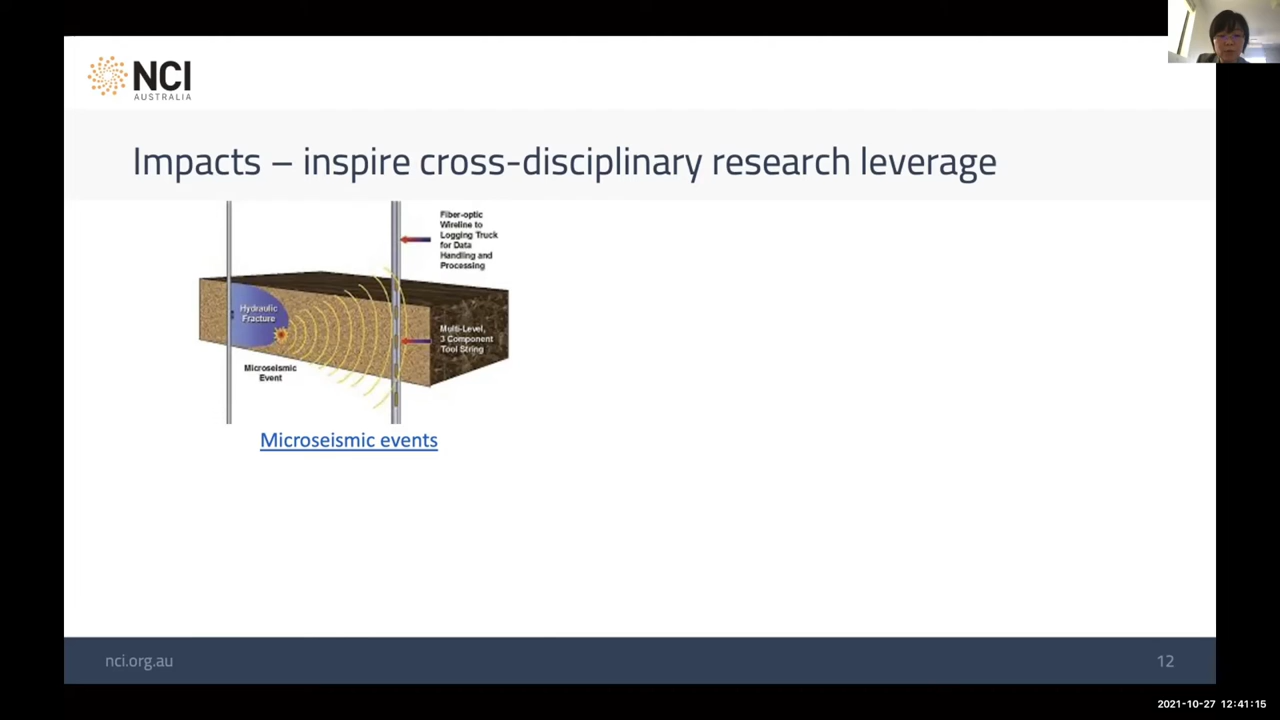 NCI
AUSTRALIA
Impacts – inspire cross-disciplinary research leverage
Fiber-optic
Wireline to
Logging Truck
for Data
Handling and
Processing
Hydraulic
Fracture
Multi-Level,
3 Component
Tool String
Microseismic
Event
Microseismic events
nci.org.au
12
2021-10-27 12:41:15